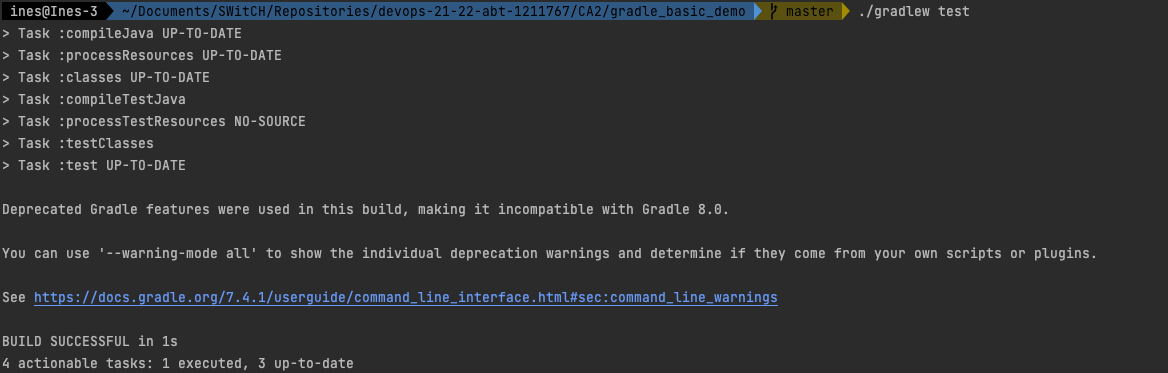 ines@Ines-3 ~/Documents/SWitCH/Repositories/devops-21-22-abt-1211767/CA2/gradle_basic_demo master ./gradlew test
> Task :compileJava UP-TO-DATE
> Task :processResources UP-TO-DATE
> Task :classes UP-TO-DATE
> Task :compileTestJava
> Task :processTestResources NO-SOURCE
> Task :testClasses
> Task :test UP-TO-DATE
Deprecated Gradle features were used in this build, making it incompatible with Gradle 8.0.
You can use '--warning-mode all' to show the individual deprecation warnings and determine if they come from your own scripts or plugins.
See https://docs.gradle.org/7.4.1/userguide/command_line_interface.html#sec:command_line_warnings
BUILD SUCCESSFUL in 1s
4 actionable tasks: 1 executed, 3 up-to-date